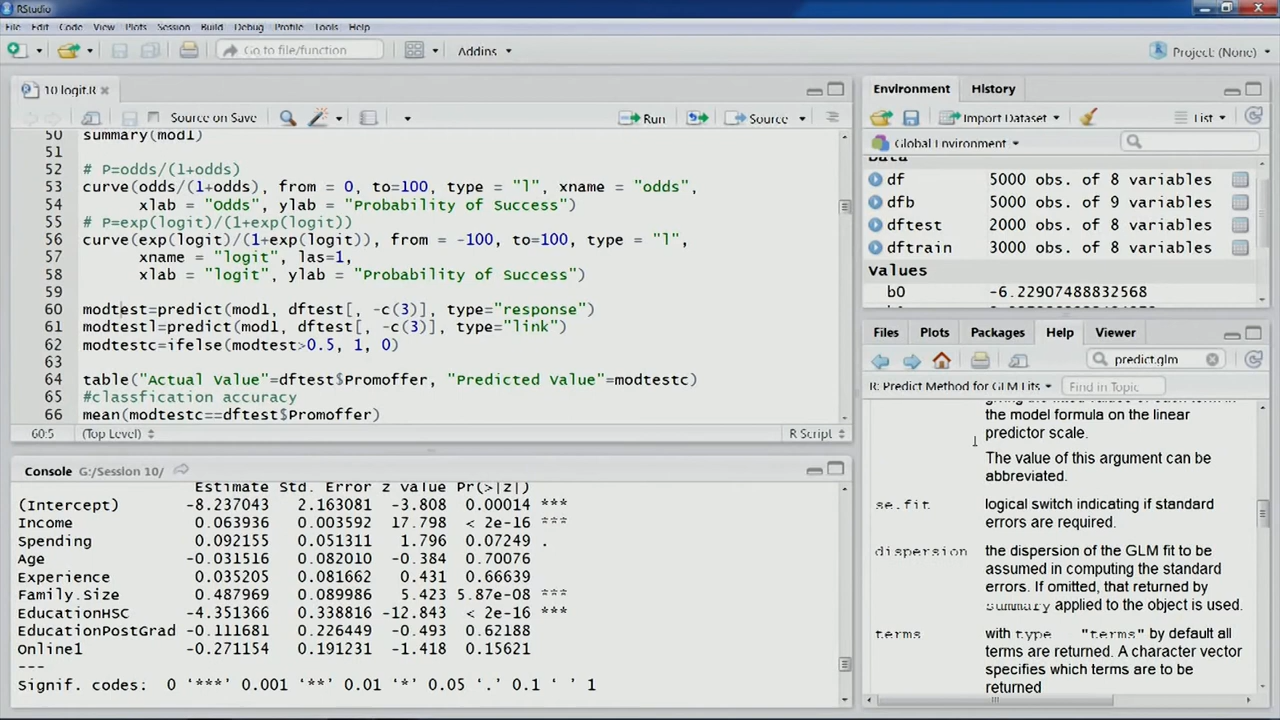 RStudio
File Edit Code View Plots Session Build Debug Profile Tools Help
Go to file/function
Addins
Project: (None)
10 logit.R
Source on Save
Run
Source
50 summary(mod1)
51
52 # P=odds/(1+odds)
53 curve(odds/(1+odds), from = 0, to=100, type = "l", xname = "odds",
54 xlab = "Odds", ylab = "Probability of Success")
55 # P=exp(logit)/(1+exp(logit))
56 curve(exp(logit)/(1+exp(logit)), from = -100, to=100, type = "l",
57 xname = "logit", las=1,
58 xlab = "logit", ylab = "Probability of Success")
59
60 modtest=predict(mod1, dftest[, -c(3)], type="response")
61 modtestl=predict(mod1, dftest[, -c(3)], type="link")
62 modtestc=ifelse(modtest>0.5, 1, 0)
63
64 table("Actual Value"=dftest$Promoffer, "Predicted Value"=modtestc)
65 #classfication accuracy
66 mean(modtestc==dftest$Promoffer)
60:5 (Top Level) R Script
Console G:/Session 10/
Estimate Std. Error z value Pr(>|z|)
(Intercept) -8.237043 2.163081 -3.808 0.00014 ***
Income 0.063936 0.003592 17.798 < 2e-16 ***
Spending 0.092155 0.051311 1.796 0.07249 .
Age -0.031516 0.082010 -0.384 0.70076
Experience 0.035205 0.081662 0.431 0.66639
Family.Size 0.487969 0.089986 5.423 5.87e-08 ***
EducationHSC -4.351366 0.338816 -12.843 < 2e-16 ***
EducationPostGrad -0.111681 0.226449 -0.493 0.62188
Online1 -0.271154 0.191231 -1.418 0.15621
---
Signif. codes: 0 ‘***’ 0.001 ‘**’ 0.01 ‘*’ 0.05 ‘.’ 0.1 ‘ ’ 1
Environment History
Import Dataset List
Global Environment
Data
df 5000 obs. of 8 variables
dfb 5000 obs. of 9 variables
dftest 2000 obs. of 8 variables
dftrain 3000 obs. of 8 variables
Values
b0 -6.22907488832568
Files Plots Packages Help Viewer
predict.glm
R: Predict Method for GLM Fits Find in Topic
giving the fitted values of each term in
the model formula on the linear
predictor scale.
The value of this argument can be
abbreviated.
se.fit logical switch indicating if standard
errors are required.
dispersion the dispersion of the GLM fit to be
assumed in computing the standard
errors. If omitted, that returned by
summary applied to the object is used.
terms with type "terms" by default all
terms are returned. A character vector
specifies which terms are to be
returned